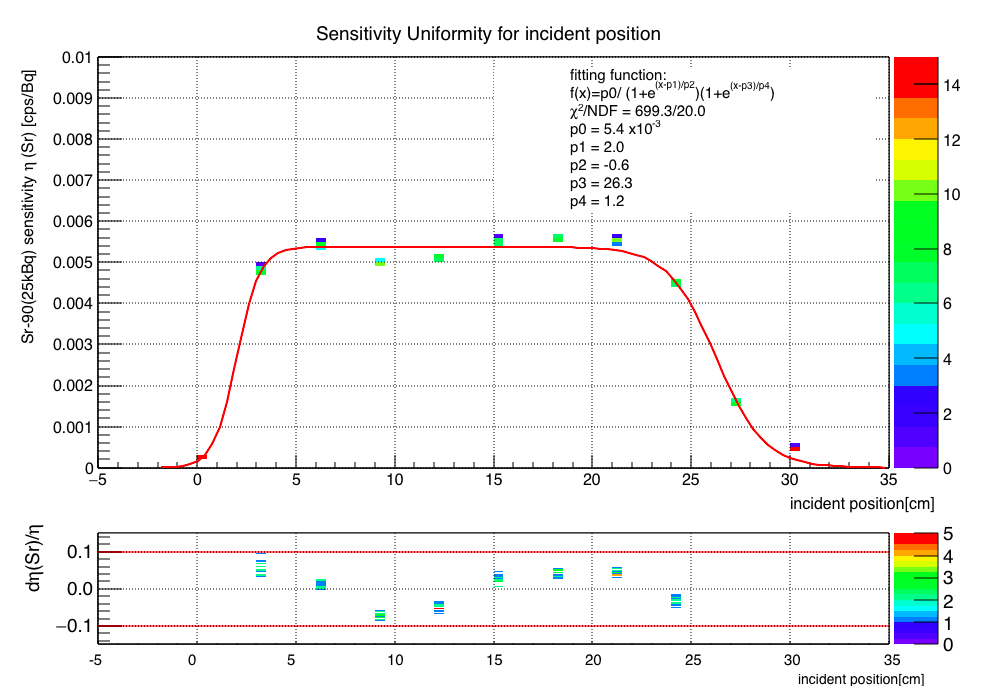 Sensitivity Uniformity for incident position
Sr-90(25kBq) sensitivity η (Sr) [cps/Bq]
0.01
0.009
0.008
0.007
0.006
0.005
0.004
0.003
0.002
0.001
0
fitting function:
f(x)=p0/ (1+e^(x-p1)/p2)(1+e^(x-p3)/p4)
χ²/NDF = 699.3/20.0
p0 = 5.4 x10⁻³
p1 = 2.0
p2 = -0.6
p3 = 26.3
p4 = 1.2
14
12
10
8
6
4
2
0
−5 0 5 10 15 20 25 30 35
incident position[cm]
dη(Sr)/η
0.1
0.0
−0.1
5
4
3
2
1
0
-5 0 5 10 15 20 25 30 35
incident position[cm]